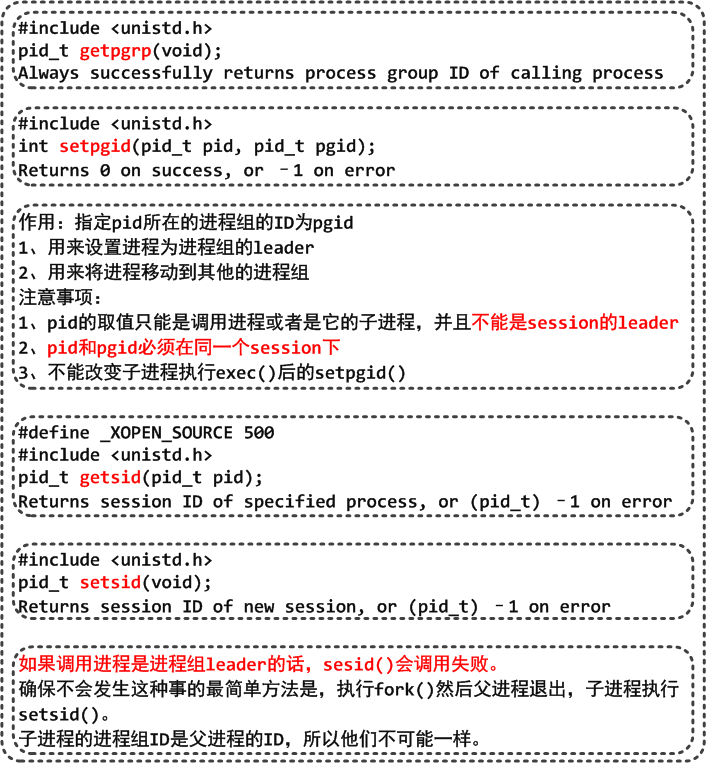 #include <unistd.h>
pid_t getpgrp(void);
Always successfully returns process group ID of calling process
#include <unistd.h>
int setpgid(pid_t pid, pid_t pgid);
Returns 0 on success, or –1 on error
作用：指定pid所在的进程组的ID为pgid
1、用来设置进程为进程组的leader
2、用来将进程移动到其他的进程组
注意事项：
1、pid的取值只能是调用进程或者是它的子进程，并且不能是session的leader
2、pid和pgid必须在同一个session下
3、不能改变子进程执行exec()后的setpgid()
#define _XOPEN_SOURCE 500
#include <unistd.h>
pid_t getsid(pid_t pid);
Returns session ID of specified process, or (pid_t) –1 on error
#include <unistd.h>
pid_t setsid(void);
Returns session ID of new session, or (pid_t) –1 on error
如果调用进程是进程组leader的话，sesid()会调用失败。
确保不会发生这种事的最简单方法是，执行fork()然后父进程退出，子进程执行
setsid()。
子进程的进程组ID是父进程的ID，所以他们不可能一样。